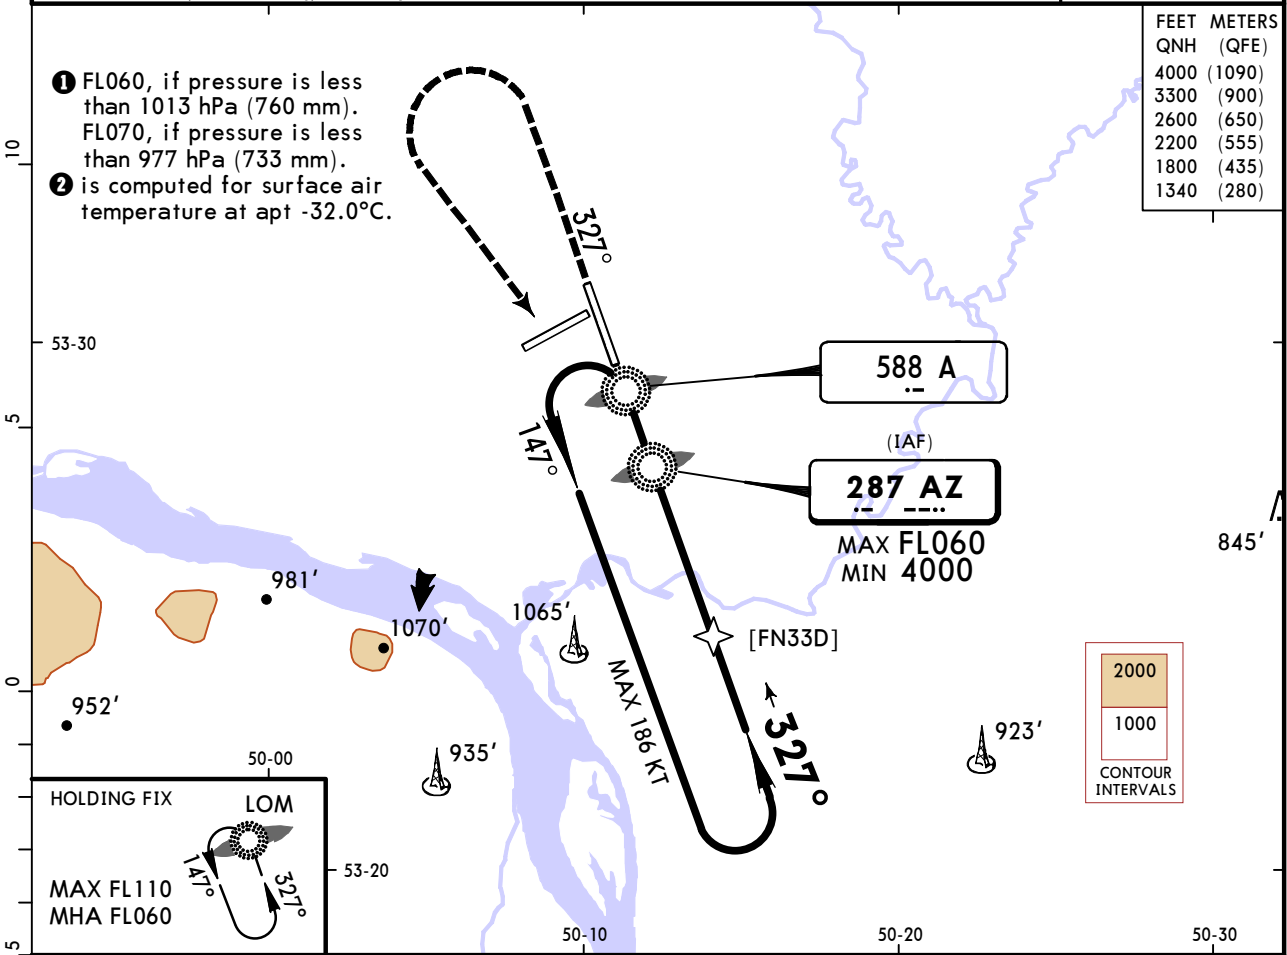 FEET METERS
QNH (QFE)
4000 (1090)
3300 (900)
2600 (650)
2200 (555)
1800 (435)
1340 (280)
1 FL060, if pressure is less
than 1013 hPa (760 mm).
FL070, if pressure is less
than 977 hPa (733 mm).
2 is computed for surface air
temperature at apt -32.0°C.
10
327°
53-30
588 A
5
147°
(IAF)
287 AZ
MAX FL060
MIN 4000
845'
981'
1065'
1070'
[FN33D]
0
952'
MAX 186 KT
327°
2000
1000
CONTOUR
INTERVALS
935'
923'
50-00
HOLDING FIX
LOM
147°
327°
MAX FL110
MHA FL060
53-20
5
50-10
50-20
50-30